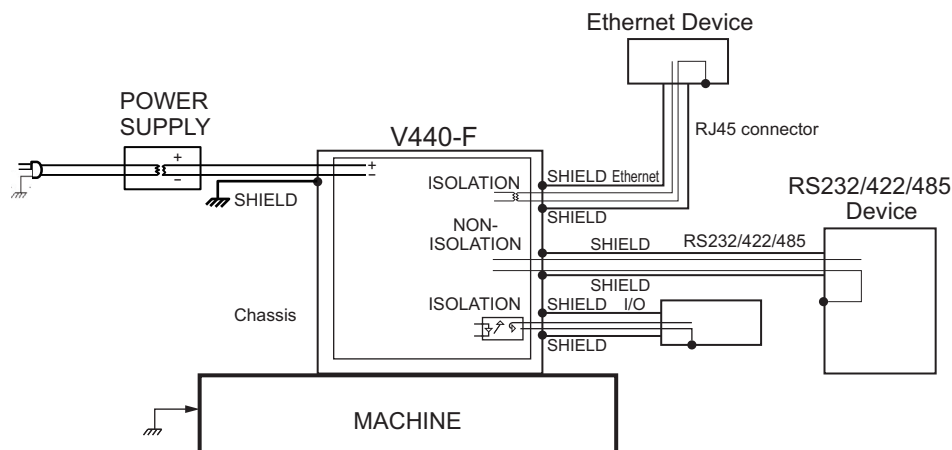 Ethernet Device
POWER
SUPPLY
+
−
RJ45 connector
V440-F
+
−
SHIELD
ISOLATION
SHIELD Ethernet
SHIELD
RS232/422/485
Device
NON-
ISOLATION
SHIELD
RS232/422/485
SHIELD
Chassis
ISOLATION
SHIELD I/O
SHIELD
MACHINE